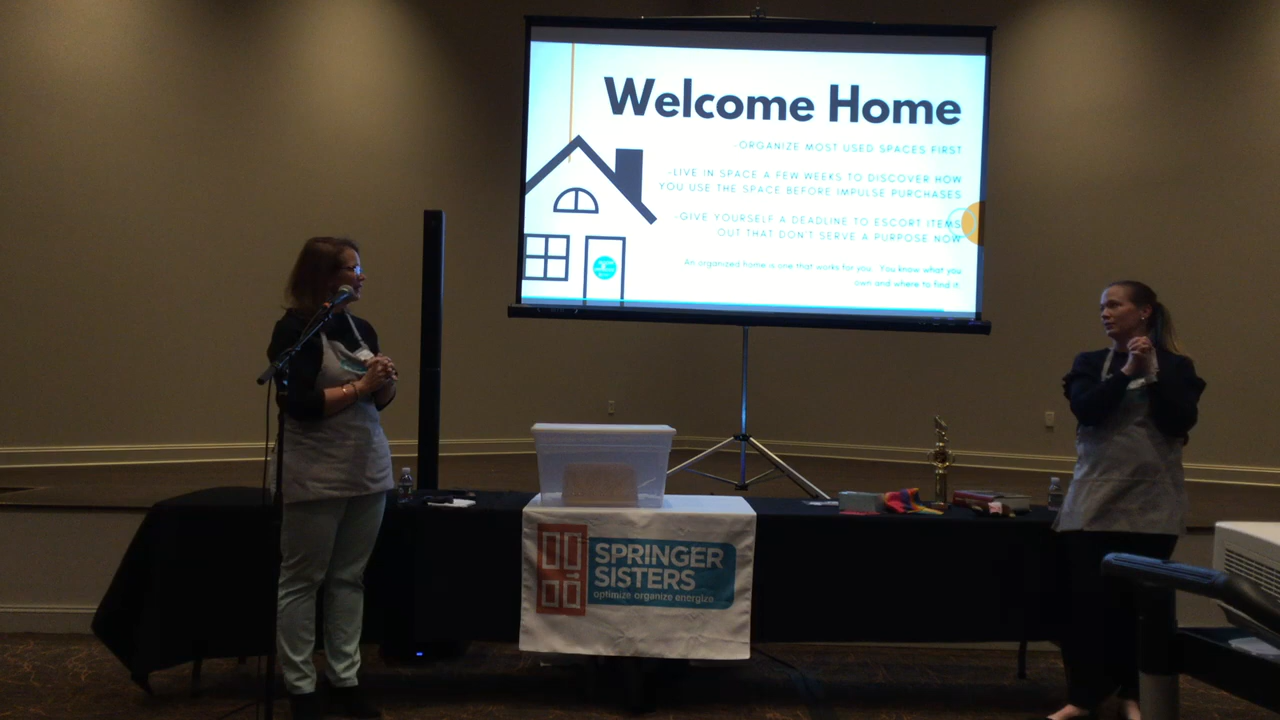 Welcome Home
-ORGANIZE MOST USED SPACES FIRST
-LIVE IN SPACE A FEW WEEKS TO DISCOVER HOW
YOU USE THE SPACE BEFORE IMPULSE PURCHASES
-GIVE YOURSELF A DEADLINE TO ESCORT ITEMS
OUT THAT DON'T SERVE A PURPOSE NOW
An organized home is one that works for you. You know what you
own and where to find it.
SPRINGER
SISTERS
optimize organize energize